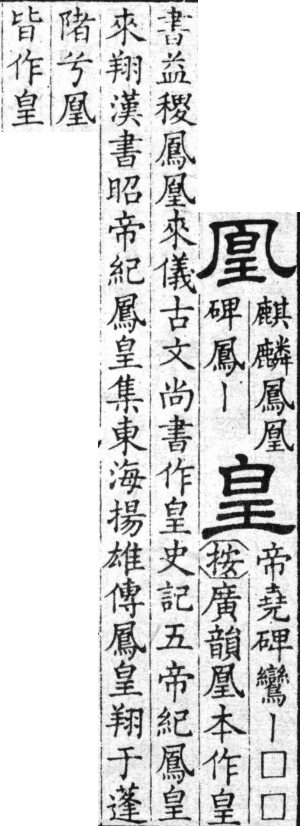 凰
麒麟鳳凰
碑鳳丨
皇
帝堯碑鸞丨□□
按廣韻凰本作皇
書益稷鳳凰來儀古文尚書作皇史記五帝紀鳳皇
來翔漢書昭帝紀鳳皇集東海揚雄傳鳳皇翔于蓬
陼兮凰
皆作皇